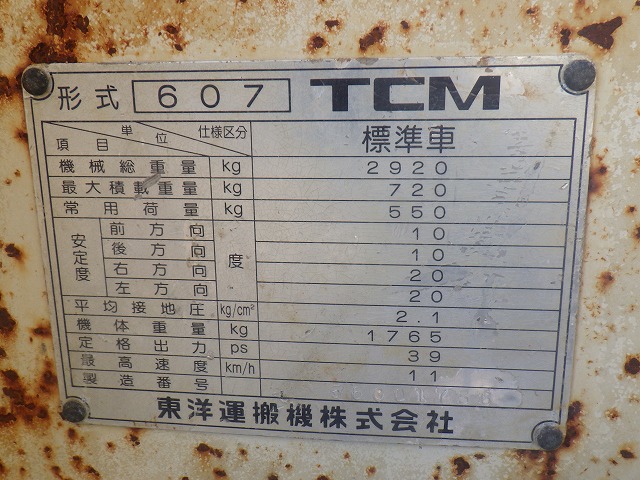 形式 607 TCM
項目 単位 仕様区分 標準車
機械総重量 kg 2920
最大積載重量 kg 720
常用荷量 kg 550
安定度 前方向 度 10
後方向 10
右方向 20
左方向 20
平均接地圧 kg/cm² 2.1
機体重量 kg 1765
定格出力 ps 39
最高速度 km/h 11
製造番号
東洋運搬機株式会社